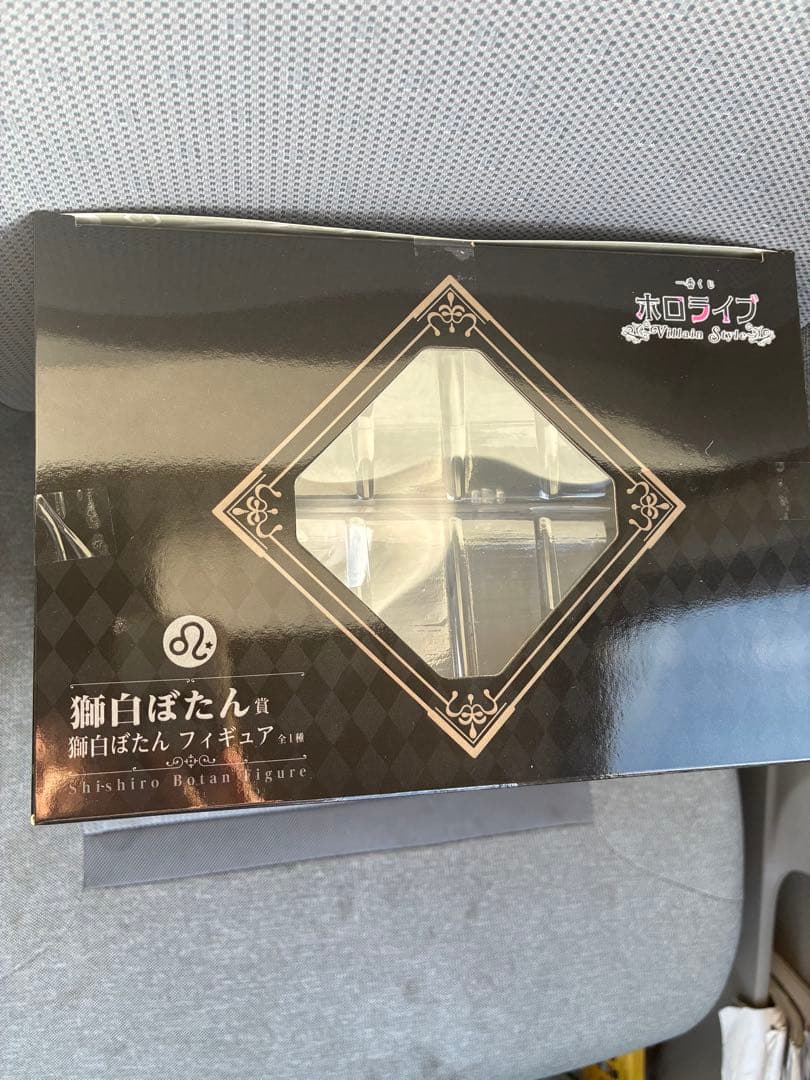 一番くじ
ホロライブ
Villain Style
獅白ぼたん賞
獅白ぼたん フィギュア 全1種
Shishiro Botan Figure